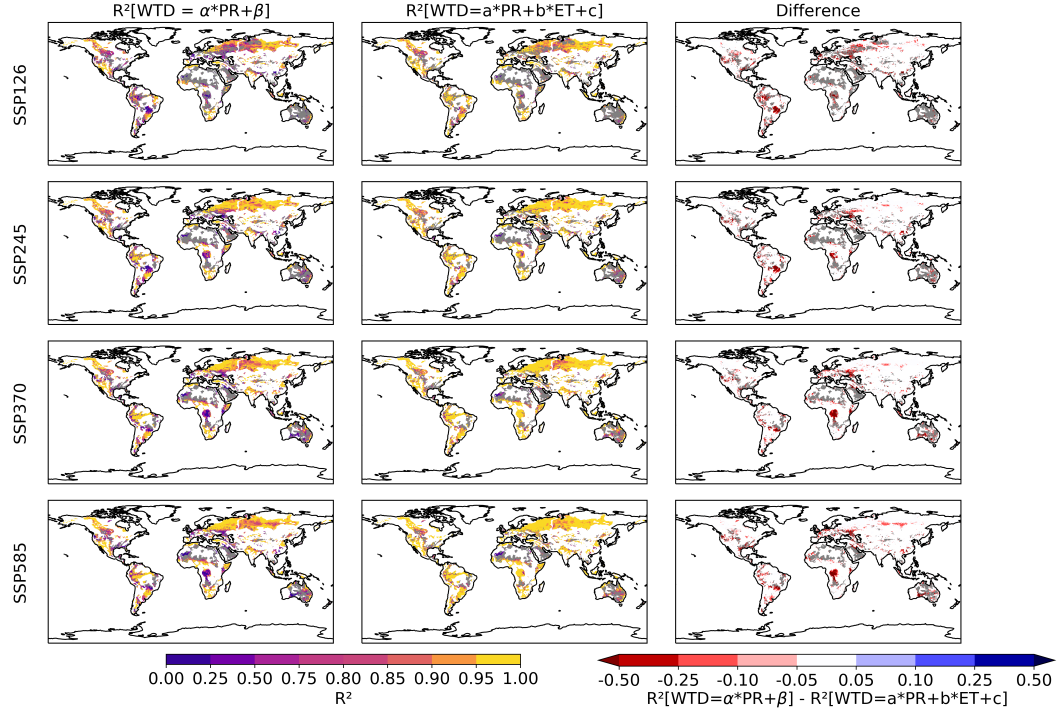 R²[WTD = α*PR+β]
R²[WTD=a*PR+b*ET+c]
Difference
SSP126
SSP245
SSP370
SSP585
0.00 0.25 0.50 0.75 0.80 0.85 0.90 0.95 1.00
R²
-0.50 -0.25 -0.10 -0.05 0.05 0.10 0.25 0.50
R²[WTD=α*PR+β] - R²[WTD=a*PR+b*ET+c]